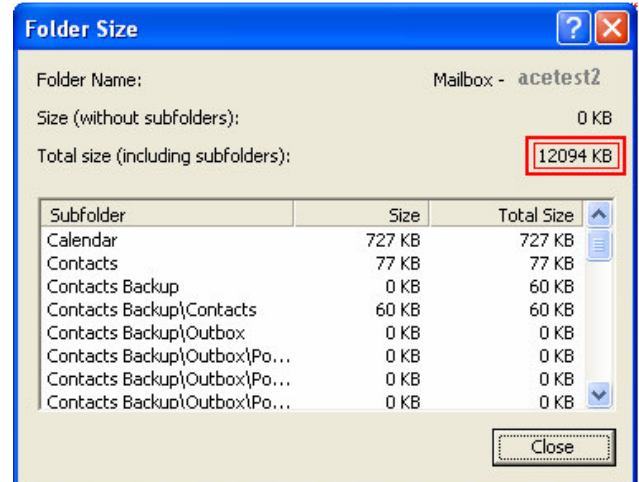 Folder Size
Folder Name: Mailbox - acetest2
Size (without subfolders): 0 KB
Total size (including subfolders): 12094 KB
Subfolder Size Total Size
Calendar 727 KB 727 KB
Contacts 77 KB 77 KB
Contacts Backup 0 KB 60 KB
Contacts Backup\Contacts 60 KB 60 KB
Contacts Backup\Outbox 0 KB 0 KB
Contacts Backup\Outbox\Po... 0 KB 0 KB
Contacts Backup\Outbox\Po... 0 KB 0 KB
Contacts Backup\Outbox\Po... 0 KB 0 KB
Close